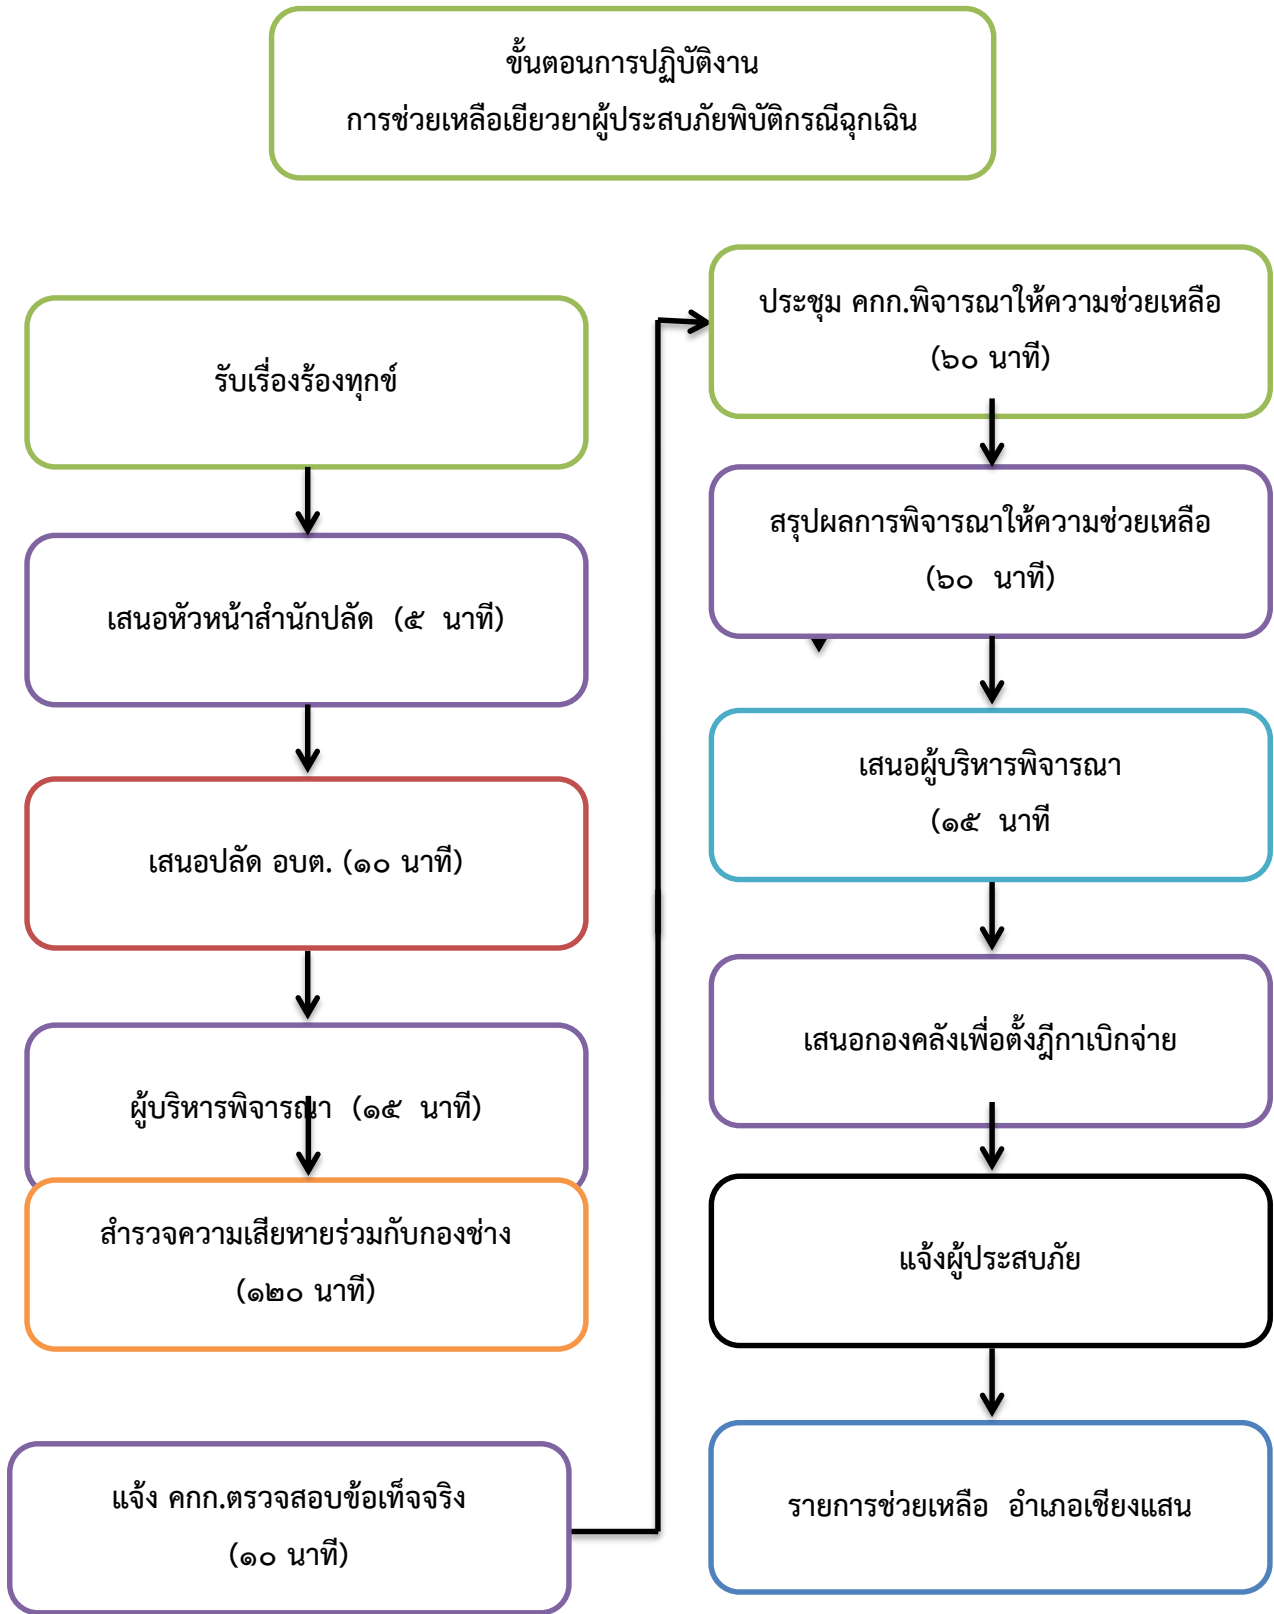 ขั้นตอนการปฏิบัติงาน
การช่วยเหลือเยียวยาผู้ประสบภัยพิบัติกรณีฉุกเฉิน
รับเรื่องร้องทุกข์
เสนอหัวหน้าสำนักปลัด (๕ นาที)
เสนอปลัด อบต. (๑๐ นาที)
ผู้บริหารพิจารณา (๑๕ นาที)
สำรวจความเสียหายร่วมกับกองช่าง
(๑๒๐ นาที)
แจ้ง คกก.ตรวจสอบข้อเท็จจริง
(๑๐ นาที)
ประชุม คกก.พิจารณาให้ความช่วยเหลือ
(๖๐ นาที)
สรุปผลการพิจารณาให้ความช่วยเหลือ
(๖๐ นาที)
เสนอผู้บริหารพิจารณา
(๑๕ นาที
เสนอกองคลังเพื่อตั้งฎีกาเบิกจ่าย
แจ้งผู้ประสบภัย
รายการช่วยเหลือ อำเภอเชียงแสน